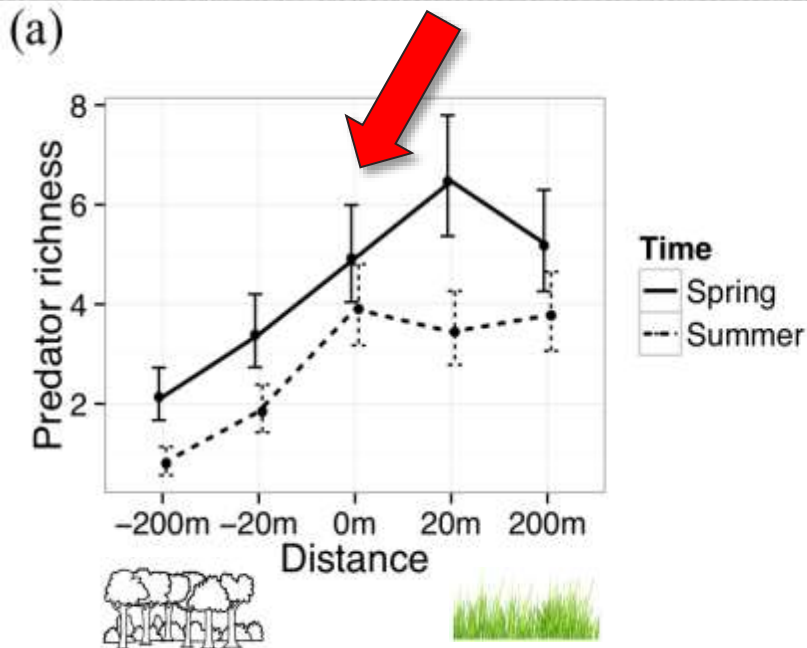 (a)
8
6
4
2
Predator richness
−200m −20m 0m 20m 200m
Distance
Time
Spring
Summer